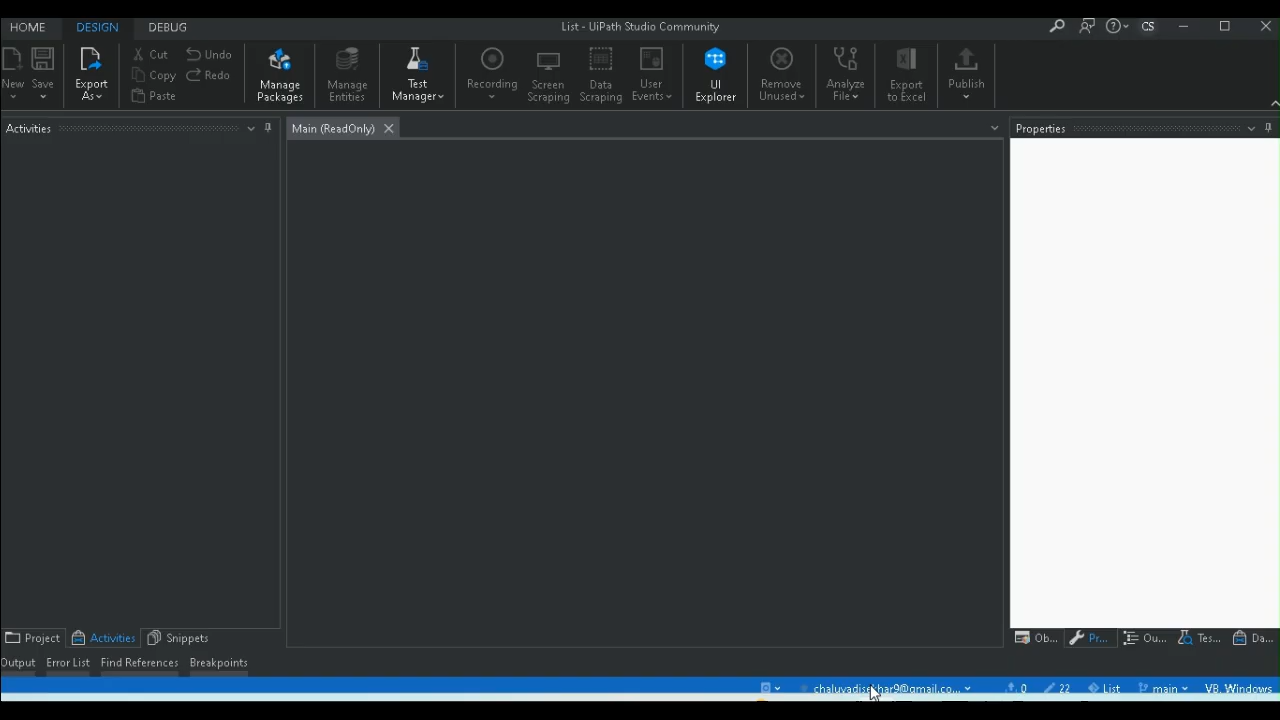 HOME DESIGN DEBUG List - UiPath Studio Community CS
New Save Export As Cut Copy Paste Undo Redo Manage Packages Manage Entities Test Manager Recording Screen Scraping Data Scraping User Events UI Explorer Remove Unused Analyze File Export to Excel Publish
Activities Main (ReadOnly) Properties
Project Activities Snippets Ob... Pr... Ou... Tes... Da...
Output Error List Find References Breakpoints
0 22 List main VB, Windows